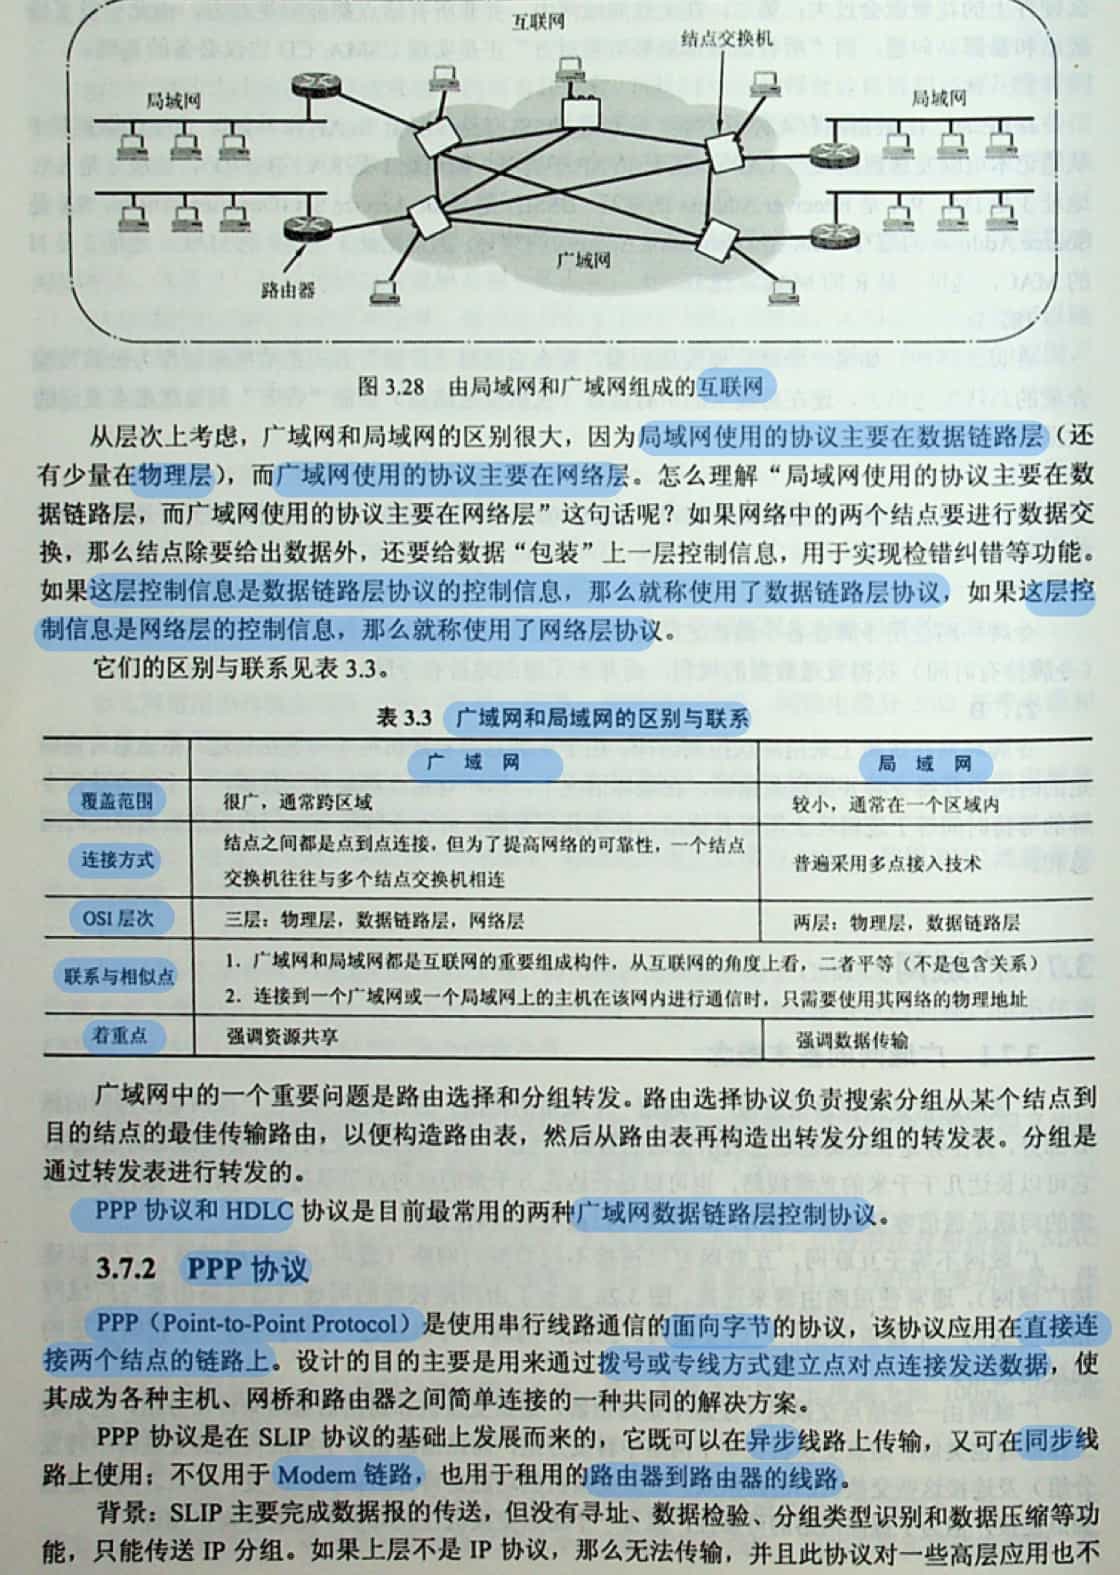 互联网
结点交换机
局域网
局域网
广域网
路由器
图 3.28 由局域网和广域网组成的互联网
从层次上考虑，广域网和局域网的区别很大，因为局域网使用的协议主要在数据链路层（还
有少量在物理层），而广域网使用的协议主要在网络层。怎么理解“局域网使用的协议主要在数
据链路层，而广域网使用的协议主要在网络层”这句话呢？如果网络中的两个结点要进行数据交
换，那么结点除要给出数据外，还要给数据“包装”上一层控制信息，用于实现检错纠错等功能。
如果这层控制信息是数据链路层协议的控制信息，那么就称使用了数据链路层协议，如果这层控
制信息是网络层的控制信息，那么就称使用了网络层协议。
它们的区别与联系见表 3.3。
表 3.3 广域网和局域网的区别与联系
广域网 局域网
覆盖范围 很广，通常跨区域 较小，通常在一个区域内
连接方式 结点之间都是点到点连接，但为了提高网络的可靠性，一个结点
交换机往往与多个结点交换机相连 普遍采用多点接入技术
OSI 层次 三层：物理层，数据链路层，网络层 两层：物理层，数据链路层
联系与相似点 1．广域网和局域网都是互联网的重要组成构件，从互联网的角度上看，二者平等（不是包含关系）
2．连接到一个广域网或一个局域网上的主机在该网内进行通信时，只需要使用其网络的物理地址
着重点 强调资源共享 强调数据传输
广域网中的一个重要问题是路由选择和分组转发。路由选择协议负责搜索分组从某个结点到
目的结点的最佳传输路由，以便构造路由表，然后从路由表再构造出转发分组的转发表。分组是
通过转发表进行转发的。
PPP 协议和 HDLC 协议是目前最常用的两种广域网数据链路层控制协议。
3.7.2 PPP 协议
PPP（Point-to-Point Protocol）是使用串行线路通信的面向字节的协议，该协议应用在直接连
接两个结点的链路上。设计的目的主要是用来通过拨号或专线方式建立点对点连接发送数据，使
其成为各种主机、网桥和路由器之间简单连接的一种共同的解决方案。
PPP 协议是在 SLIP 协议的基础上发展而来的，它既可以在异步线路上传输，又可在同步线
路上使用；不仅用于 Modem 链路，也用于租用的路由器到路由器的线路。
背景：SLIP 主要完成数据报的传送，但没有寻址、数据检验、分组类型识别和数据压缩等功
能，只能传送 IP 分组。如果上层不是 IP 协议，那么无法传输，并且此协议对一些高层应用也不